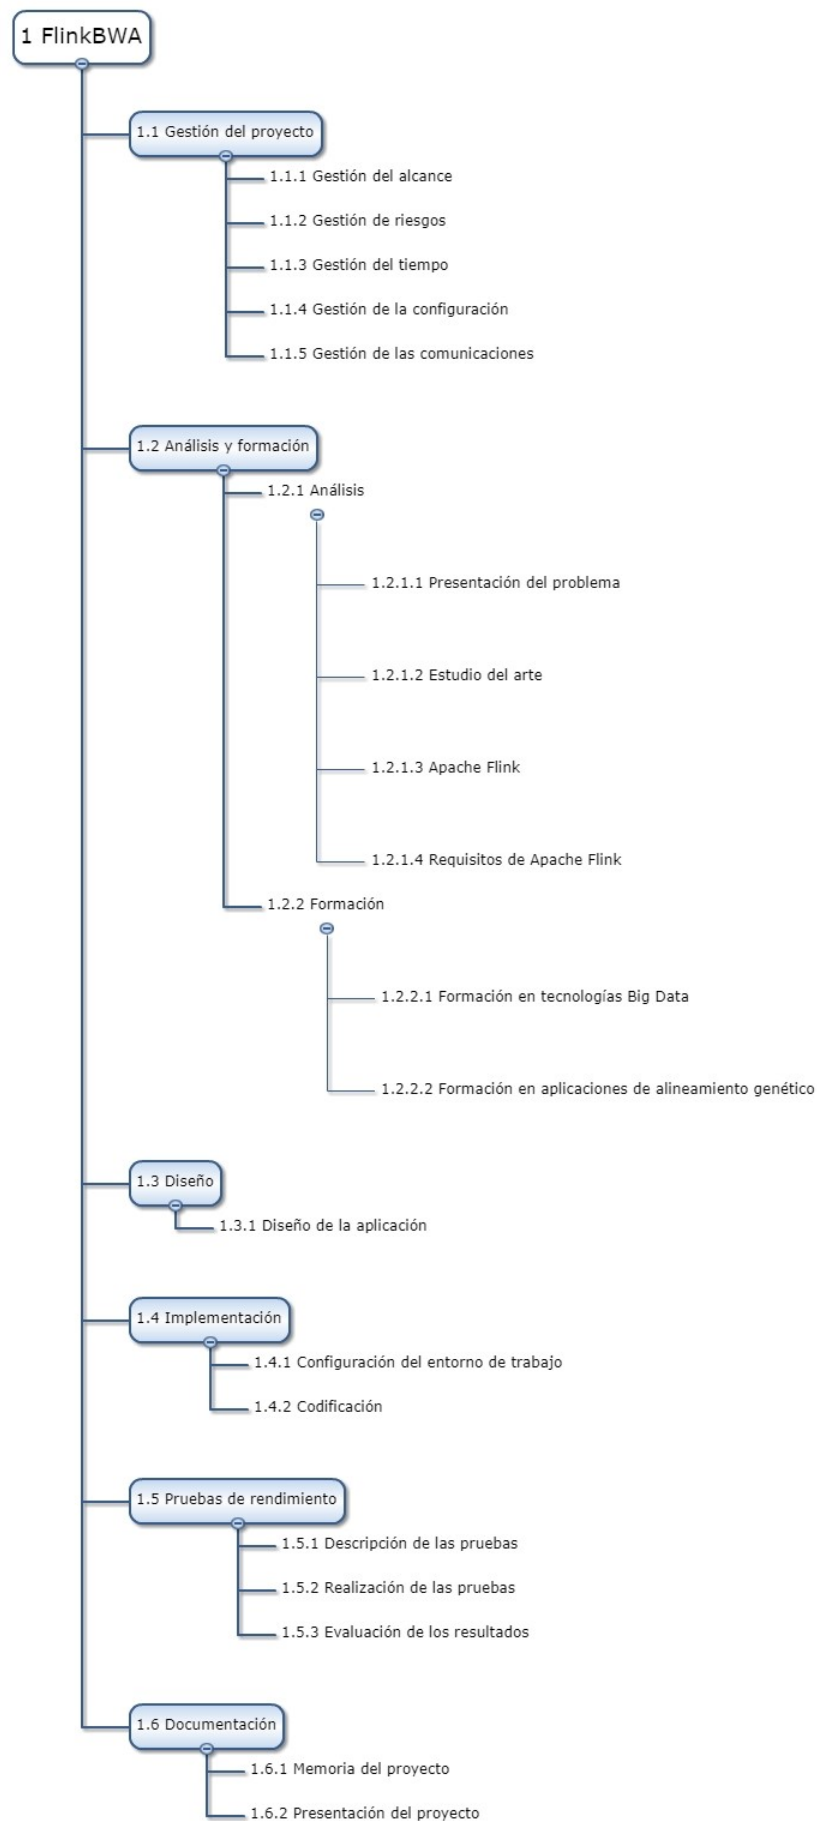 1 FlinkBWA
1.1 Gestión del proyecto
1.1.1 Gestión del alcance
1.1.2 Gestión de riesgos
1.1.3 Gestión del tiempo
1.1.4 Gestión de la configuración
1.1.5 Gestión de las comunicaciones
1.2 Análisis y formación
1.2.1 Análisis
1.2.1.1 Presentación del problema
1.2.1.2 Estudio del arte
1.2.1.3 Apache Flink
1.2.1.4 Requisitos de Apache Flink
1.2.2 Formación
1.2.2.1 Formación en tecnologías Big Data
1.2.2.2 Formación en aplicaciones de alineamiento genético
1.3 Diseño
1.3.1 Diseño de la aplicación
1.4 Implementación
1.4.1 Configuración del entorno de trabajo
1.4.2 Codificación
1.5 Pruebas de rendimiento
1.5.1 Descripción de las pruebas
1.5.2 Realización de las pruebas
1.5.3 Evaluación de los resultados
1.6 Documentación
1.6.1 Memoria del proyecto
1.6.2 Presentación del proyecto